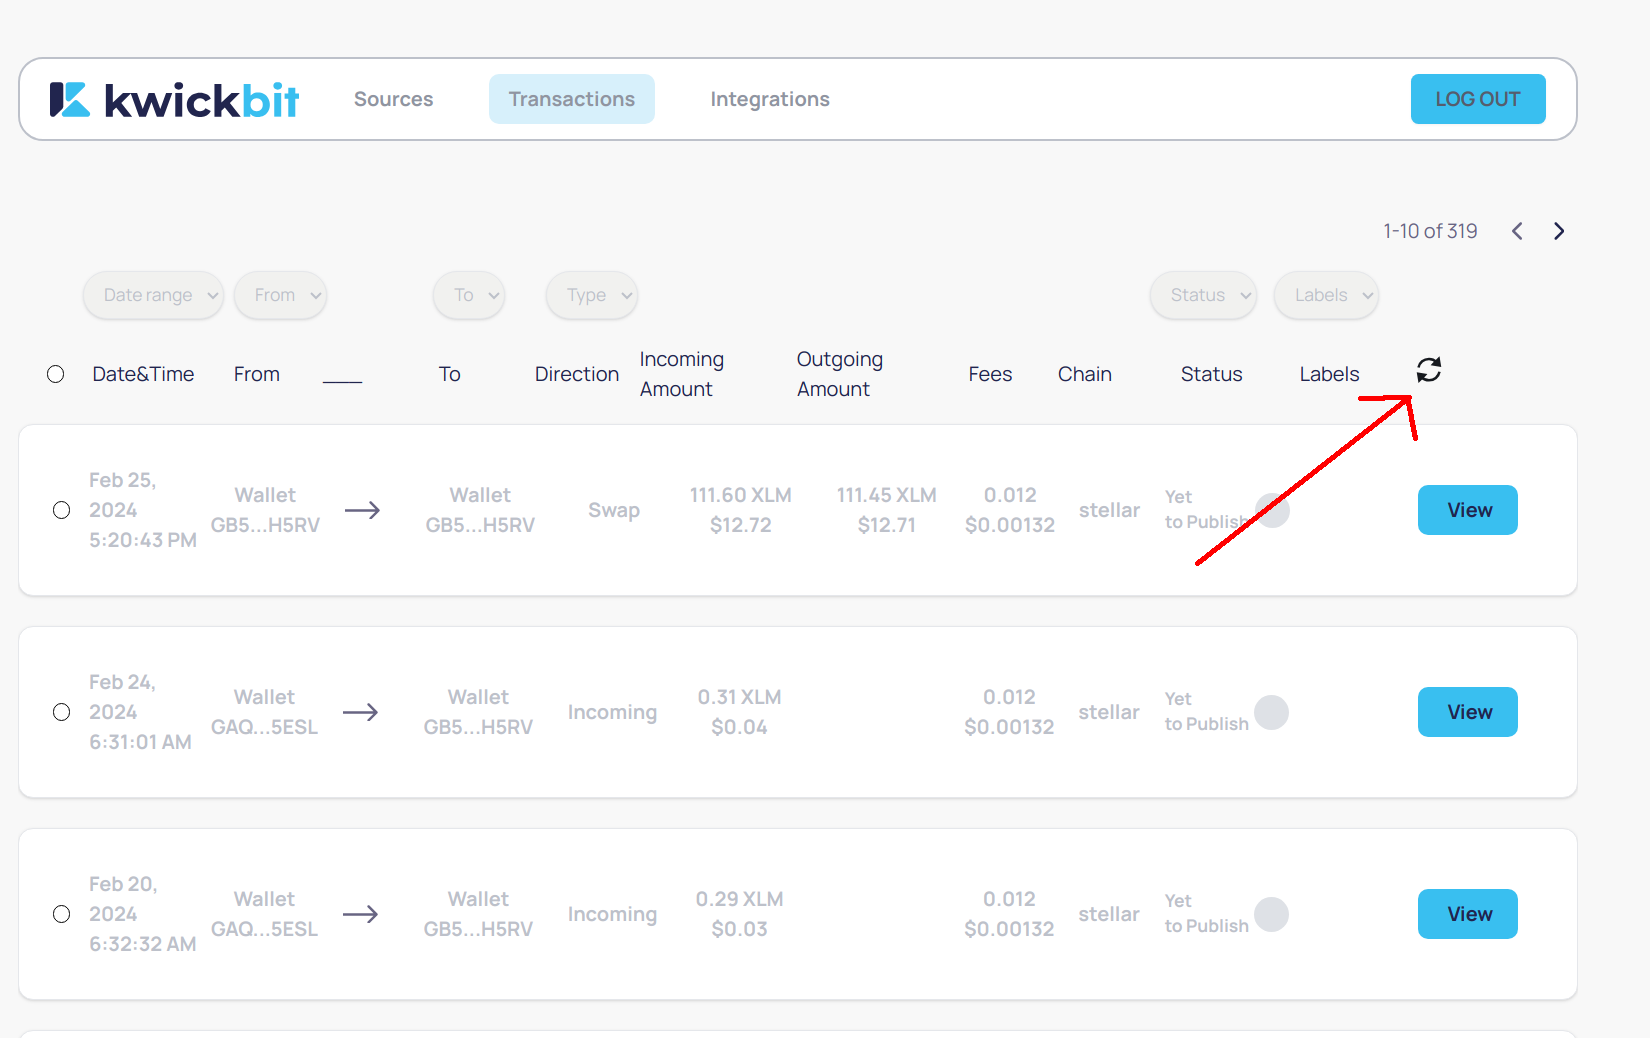 kwickbit
Sources
Transactions
Integrations
LOG OUT
1-10 of 319
Date range
From
To
Type
Status
Labels
Date&Time
From
___
To
Direction
Incoming
Amount
Outgoing
Amount
Fees
Chain
Status
Labels
Feb 25,
2024
5:20:43 PM
Wallet
GB5...H5RV
Wallet
GB5...H5RV
Swap
111.60 XLM
$12.72
111.45 XLM
$12.71
0.012
$0.00132
stellar
Yet
to Publish
View
Feb 24,
2024
6:31:01 AM
Wallet
GAQ...5ESL
Wallet
GB5...H5RV
Incoming
0.31 XLM
$0.04
0.012
$0.00132
stellar
Yet
to Publish
View
Feb 20,
2024
6:32:32 AM
Wallet
GAQ...5ESL
Wallet
GB5...H5RV
Incoming
0.29 XLM
$0.03
0.012
$0.00132
stellar
Yet
to Publish
View